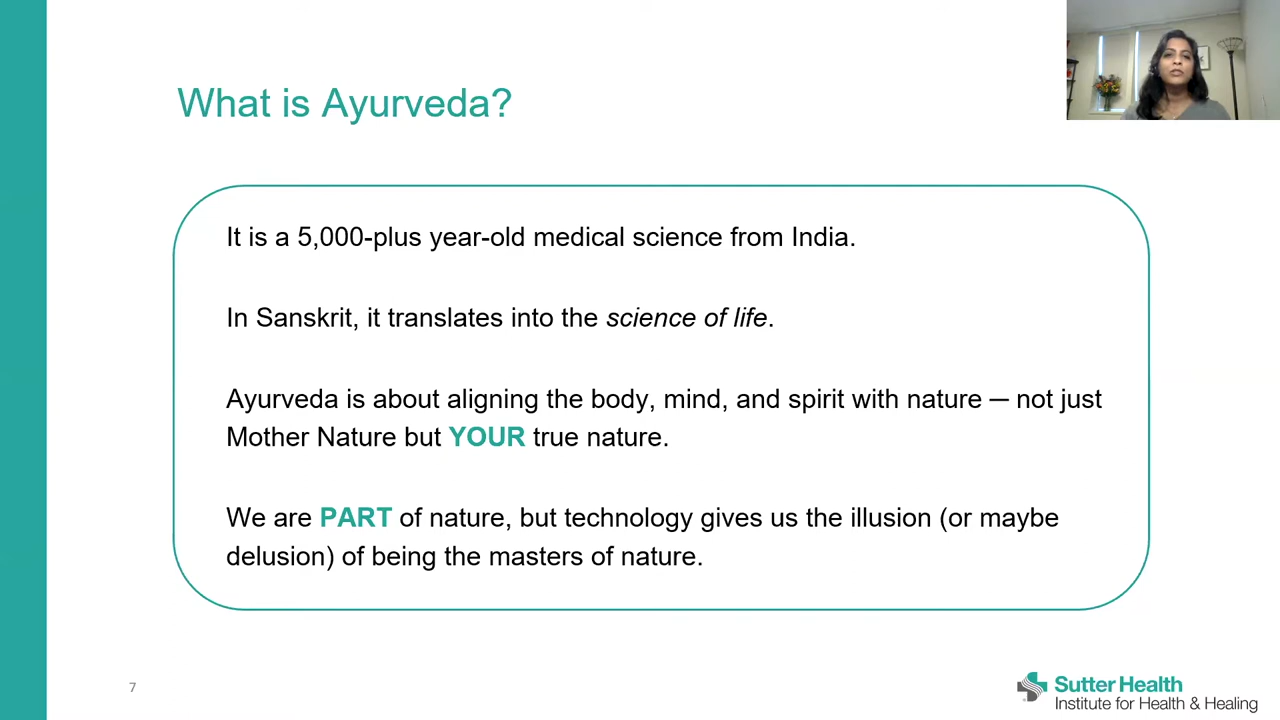 What is Ayurveda?
It is a 5,000-plus year-old medical science from India.
In Sanskrit, it translates into the science of life.
Ayurveda is about aligning the body, mind, and spirit with nature — not just
Mother Nature but YOUR true nature.
We are PART of nature, but technology gives us the illusion (or maybe
delusion) of being the masters of nature.
7
Sutter Health
Institute for Health & Healing